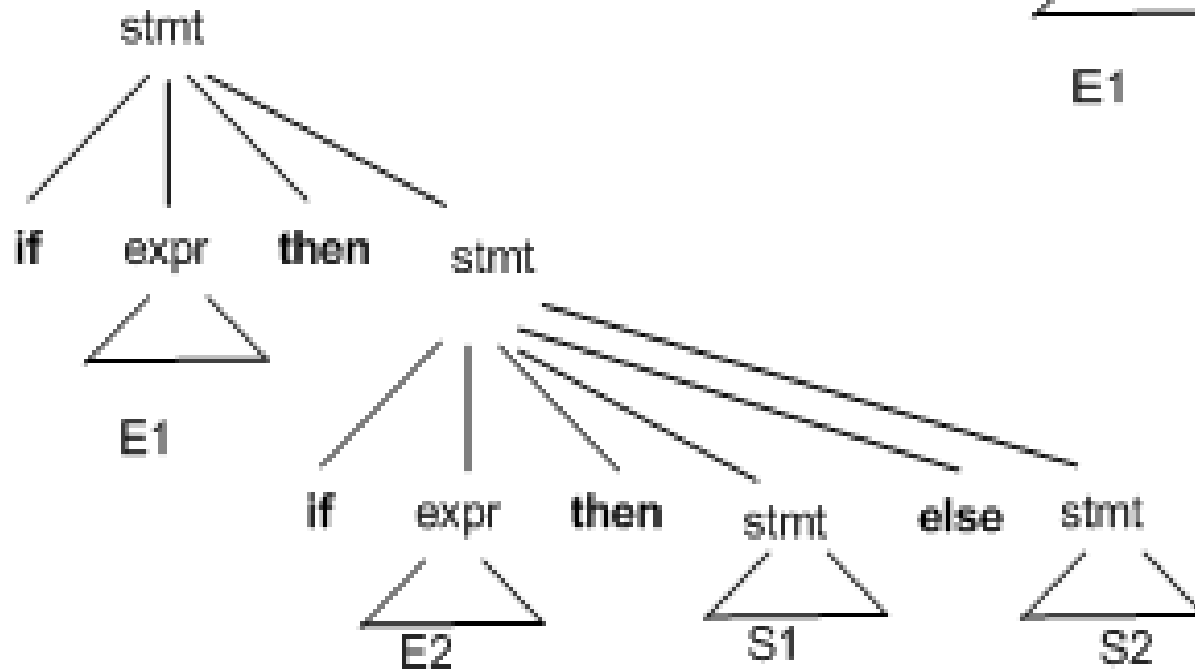 stmt
E1
if expr then stmt
E1
if expr then stmt else stmt
E2 S1 S2